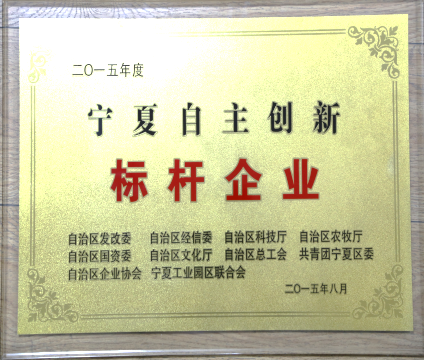 二〇一五年度
宁夏自主创新
标杆企业
自治区发改委 自治区经信委 自治区科技厅 自治区农牧厅
自治区国资委 自治区文化厅 自治区总工会 共青团宁夏区委
自治区企业协会 宁夏工业园区联合会
二〇一五年八月